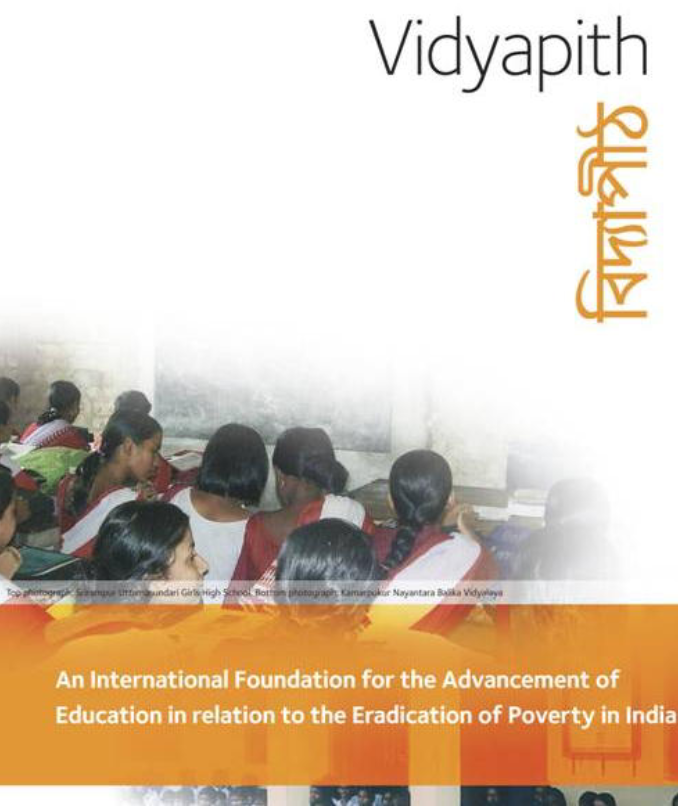 Vidyapith
বিদ্যাপীঠ
Top photograph: Srirampur Uttamasundari Girls High School, Bottom photograph: Kamarpukur Nayantara Balika Vidyalaya
An International Foundation for the Advancement of
Education in relation to the Eradication of Poverty in India